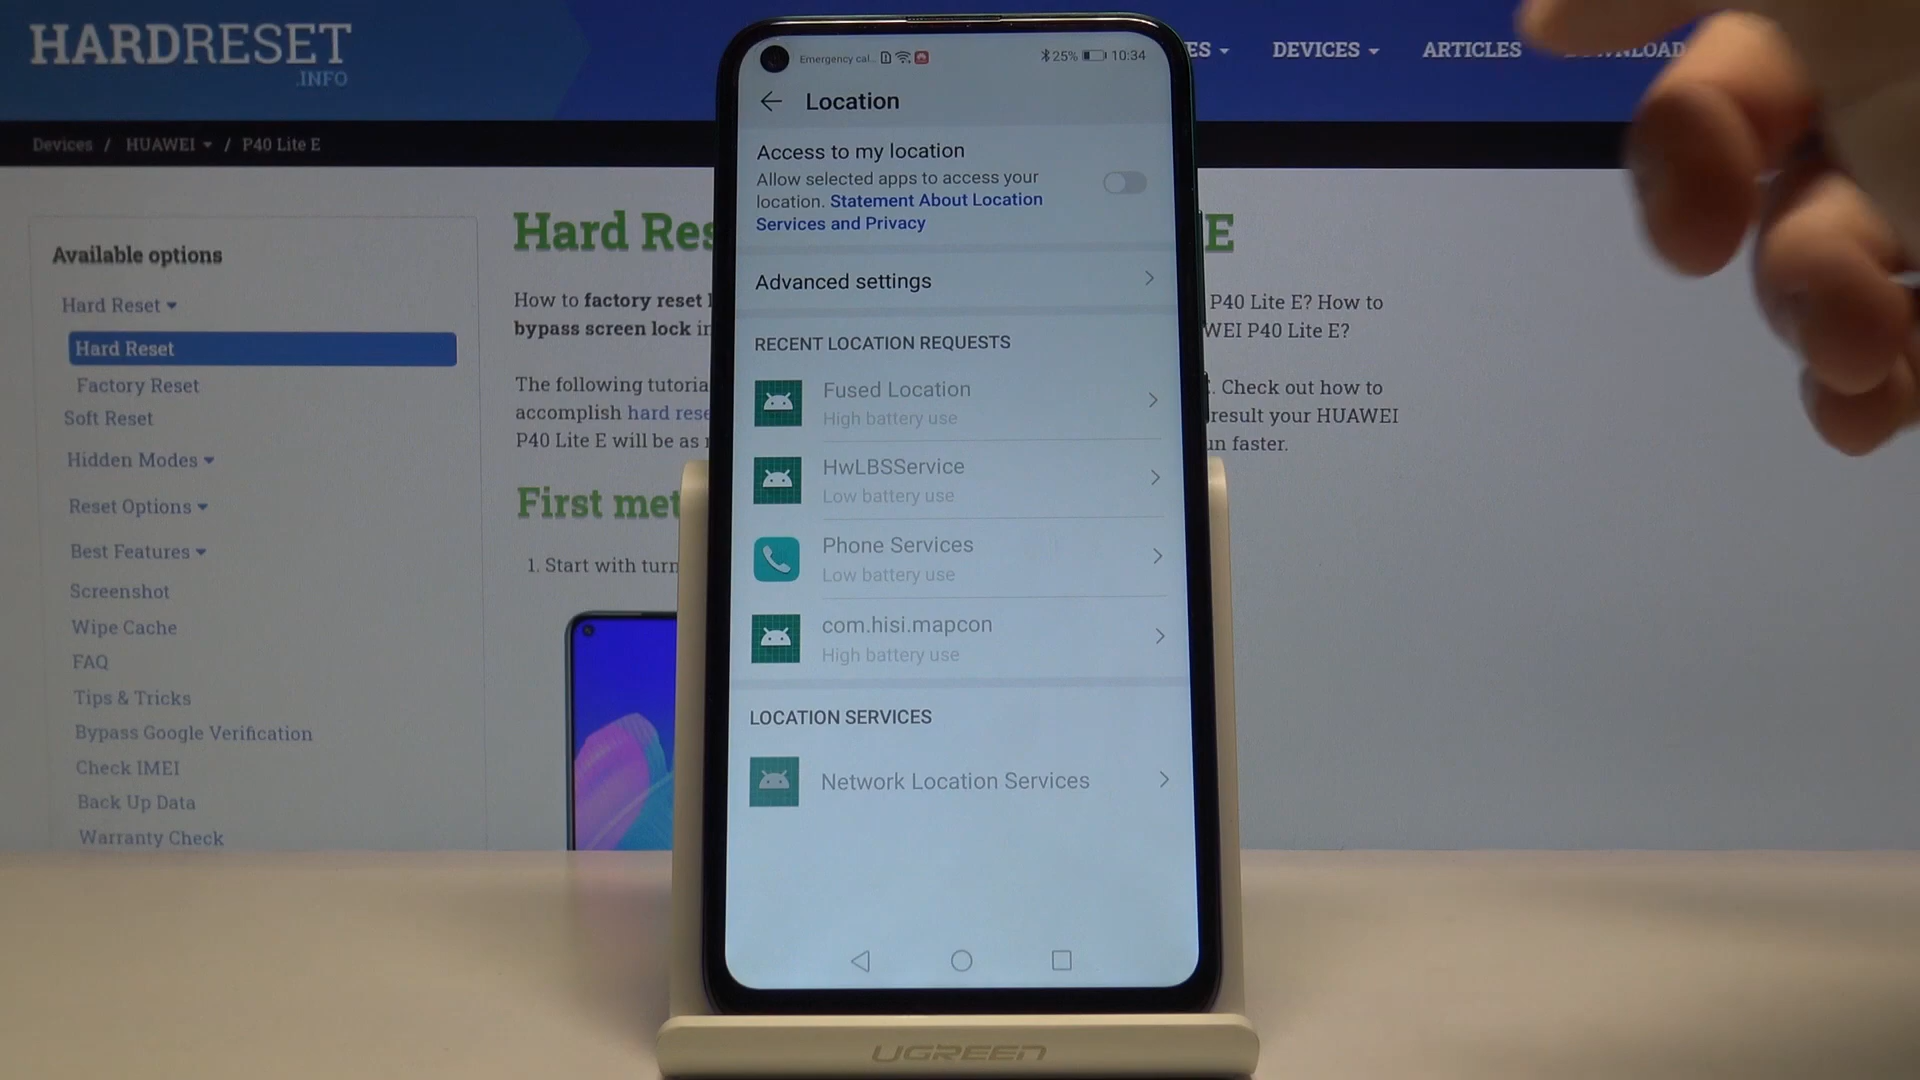 HARDRESET
.INFO
DEVICES
ARTICLES
Devices / HUAWEI / P40 Lite E
Available options
Hard Reset
Hard Reset
Factory Reset
Soft Reset
Hidden Modes
Reset Options
Best Features
Screenshot
Wipe Cache
FAQ
Tips & Tricks
Bypass Google Verification
Check IMEI
Back Up Data
Warranty Check
Hard
E
How to factory reset
P40 Lite E? How to
bypass screen lock
P40 Lite E?
The following
Check out how to
accomplish hard
result your HUAWEI
P40 Lite E will be as
faster.
First
1. Start with
Emergency cal...
25% 10:34
Location
Access to my location
Allow selected apps to access your
location. Statement About Location
Services and Privacy
Advanced settings
RECENT LOCATION REQUESTS
Fused Location
High battery use
HwLBSService
Low battery use
Phone Services
Low battery use
com.hisi.mapcon
High battery use
LOCATION SERVICES
Network Location Services
UGREEN